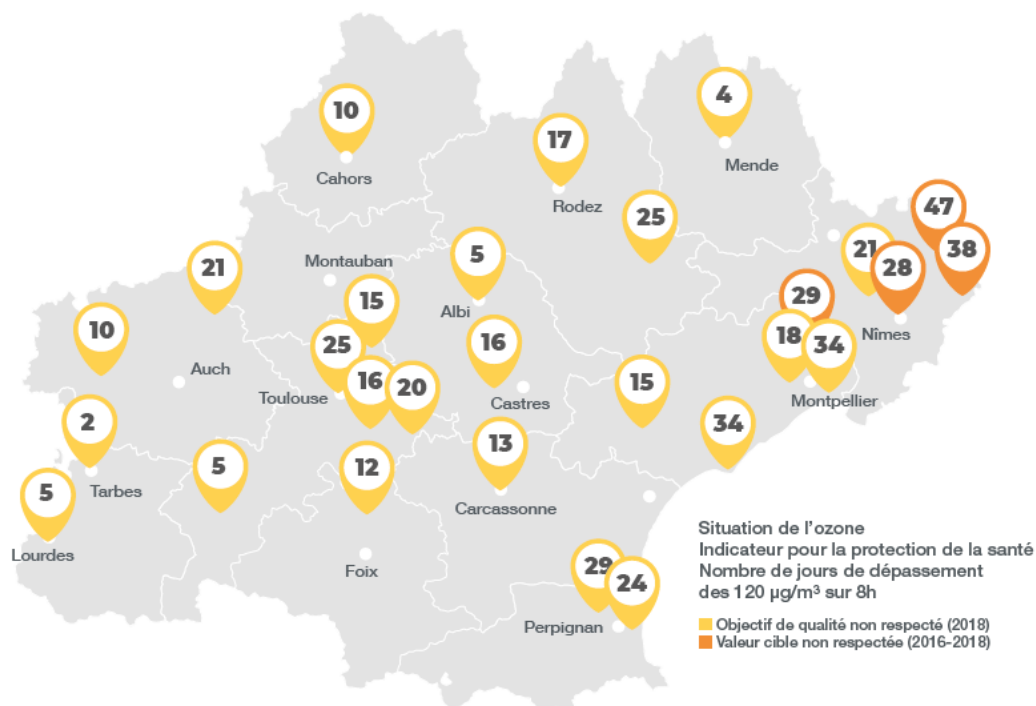 4
10
17
Cahors
Mende
Rodez
47
25
21
38
5
28
21
Montauban
29
15
Albi
10
16
18
34
Nîmes
25
Auch
16
20
15
Toulouse
Castres
Montpellier
2
34
13
5
12
5
Tarbes
Carcassonne
Lourdes
Foix
29
24
Perpignan
Situation de l’ozone
Indicateur pour la protection de la santé
Nombre de jours de dépassement
des 120 µg/m³ sur 8h
Objectif de qualité non respecté (2018)
Valeur cible non respectée (2016-2018)